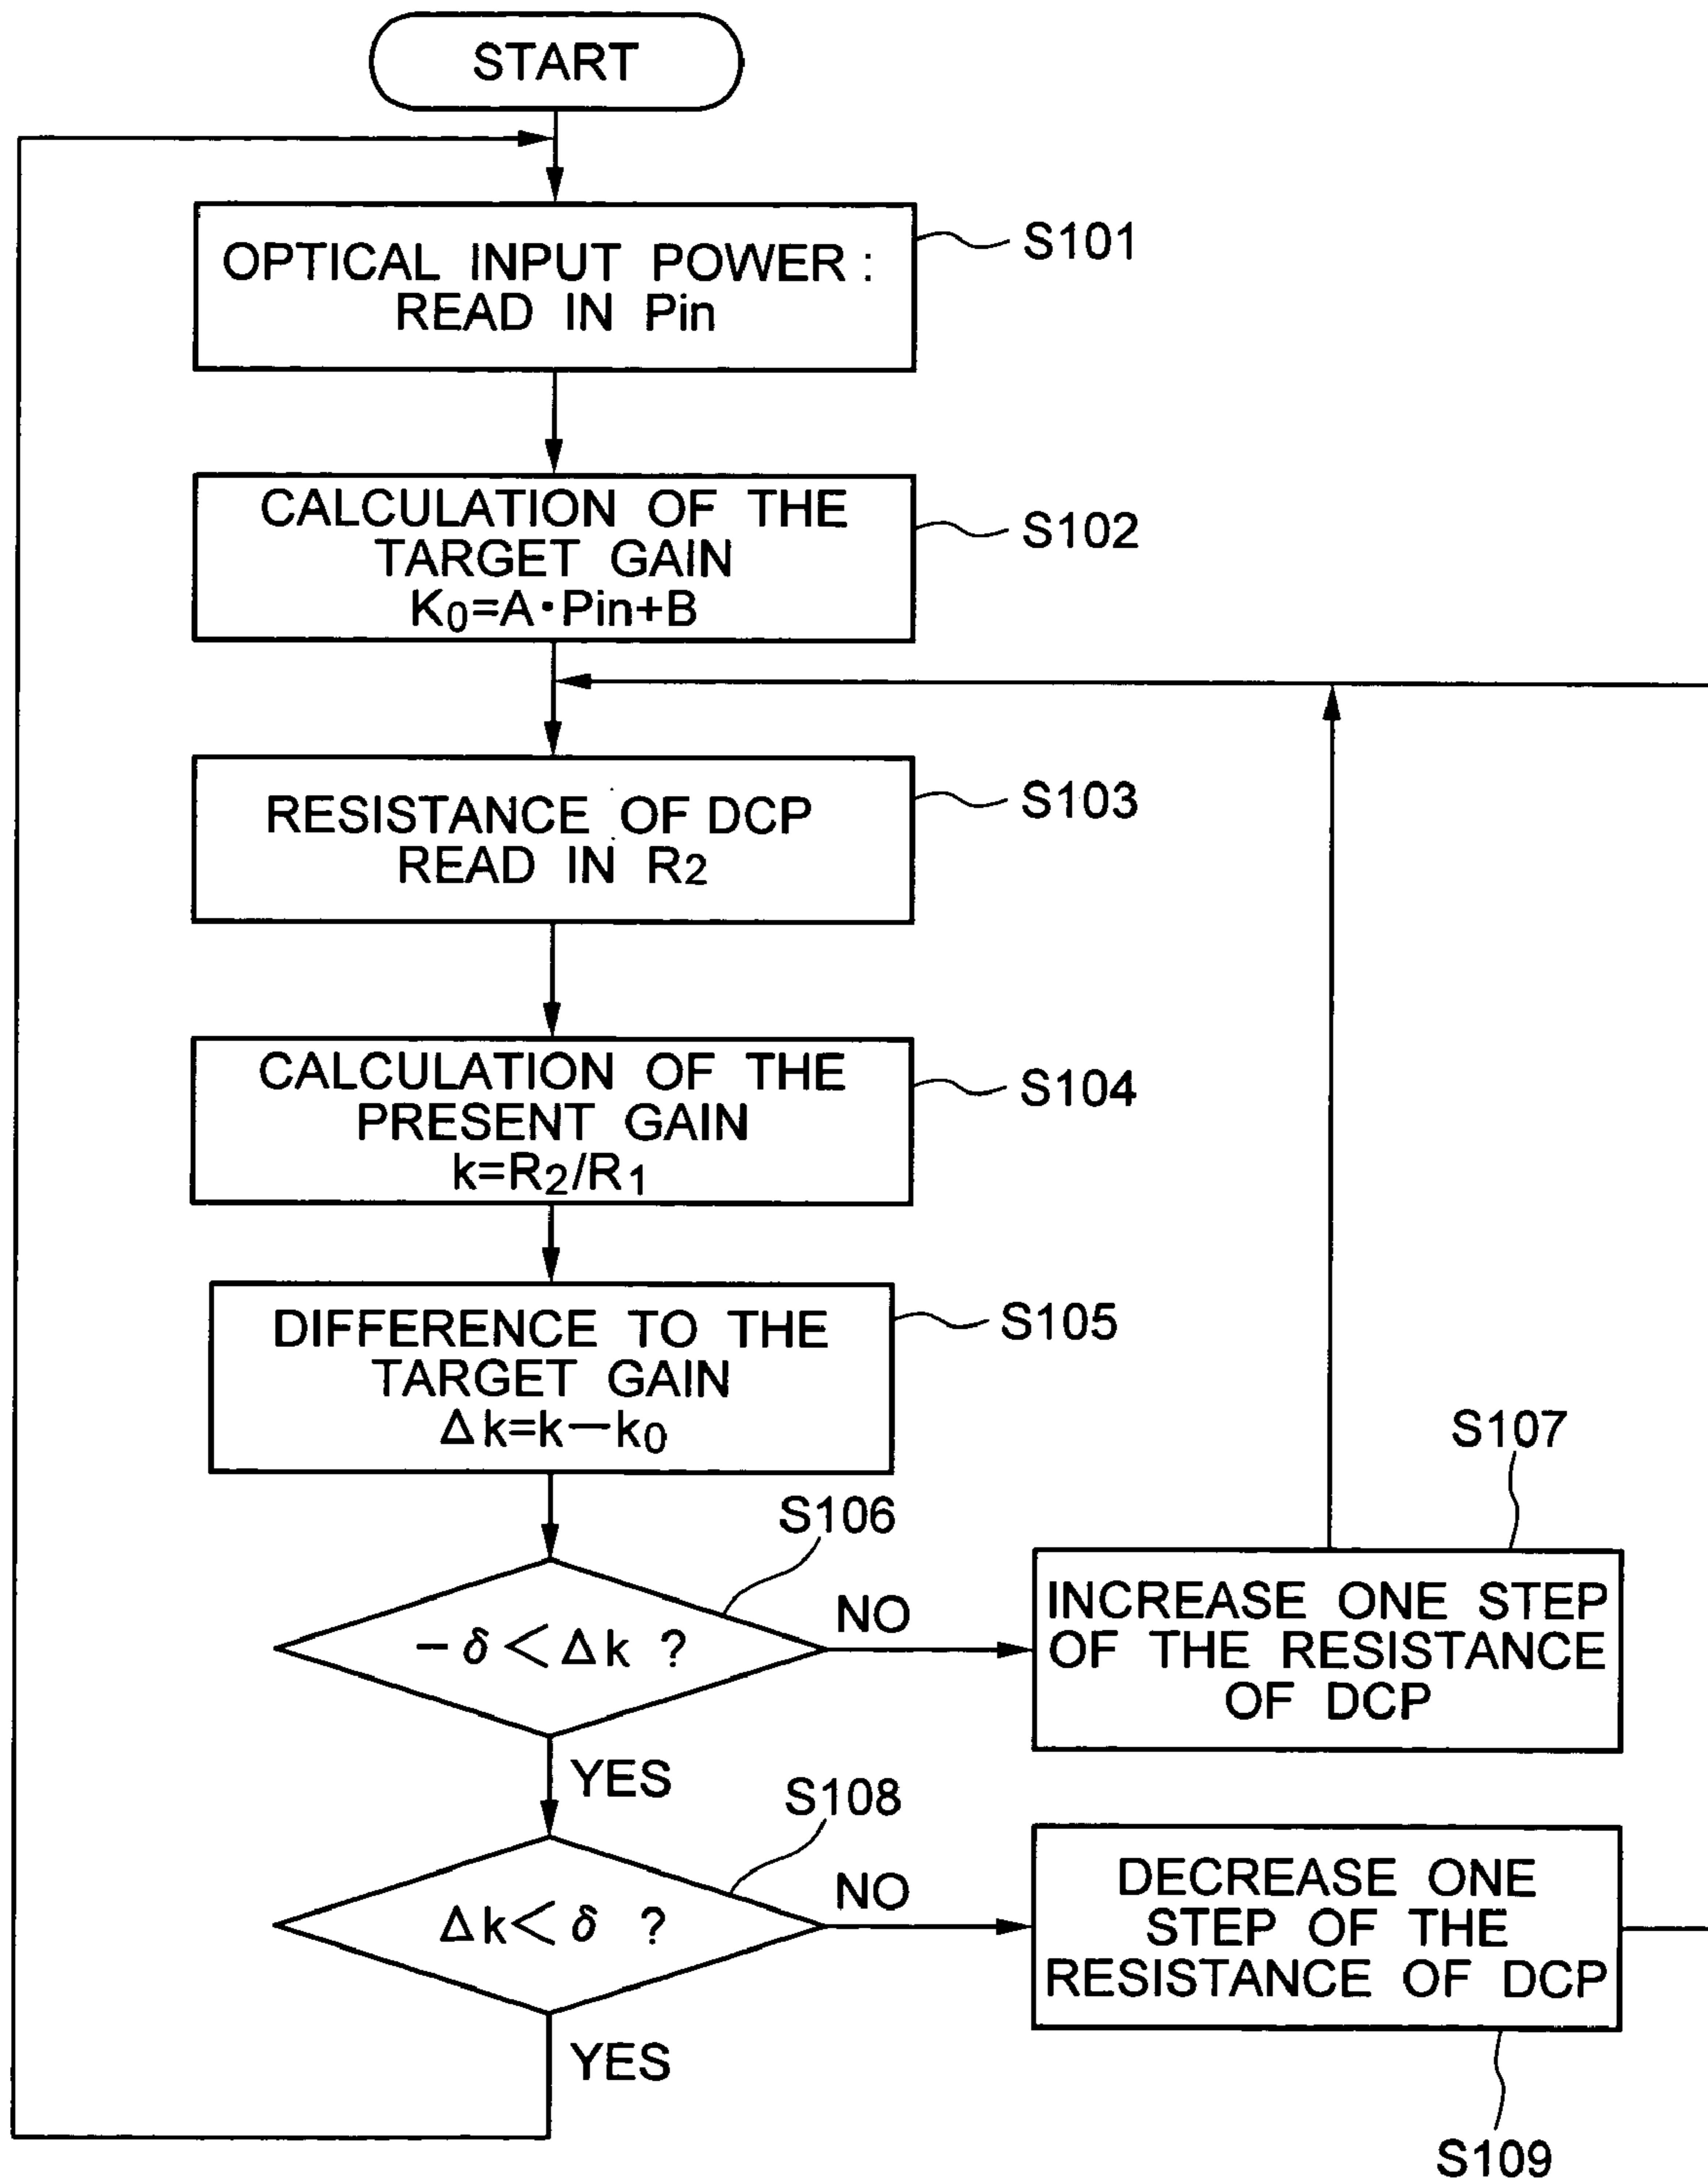 START
OPTICAL INPUT POWER :
READ IN Pin
S101
CALCULATION OF THE
TARGET GAIN
K₀=A·Pin+B
S102
RESISTANCE OF DCP
READ IN R₂
S103
CALCULATION OF THE
PRESENT GAIN
k=R₂/R₁
S104
DIFFERENCE TO THE
TARGET GAIN
Δk=k−k₀
S105
S106
−δ<Δk ?
NO
YES
S107
INCREASE ONE STEP
OF THE RESISTANCE
OF DCP
S108
Δk<δ ?
NO
YES
DECREASE ONE
STEP OF THE
RESISTANCE OF DCP
S109